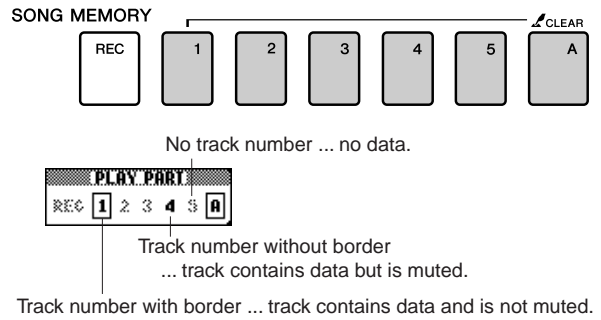 SONG MEMORY
CLEAR
REC 1 2 3 4 5 A
No track number ... no data.
PLAY PART
REC 1 2 3 4 5 A
Track number without border
... track contains data but is muted.
Track number with border ... track contains data and is not muted.